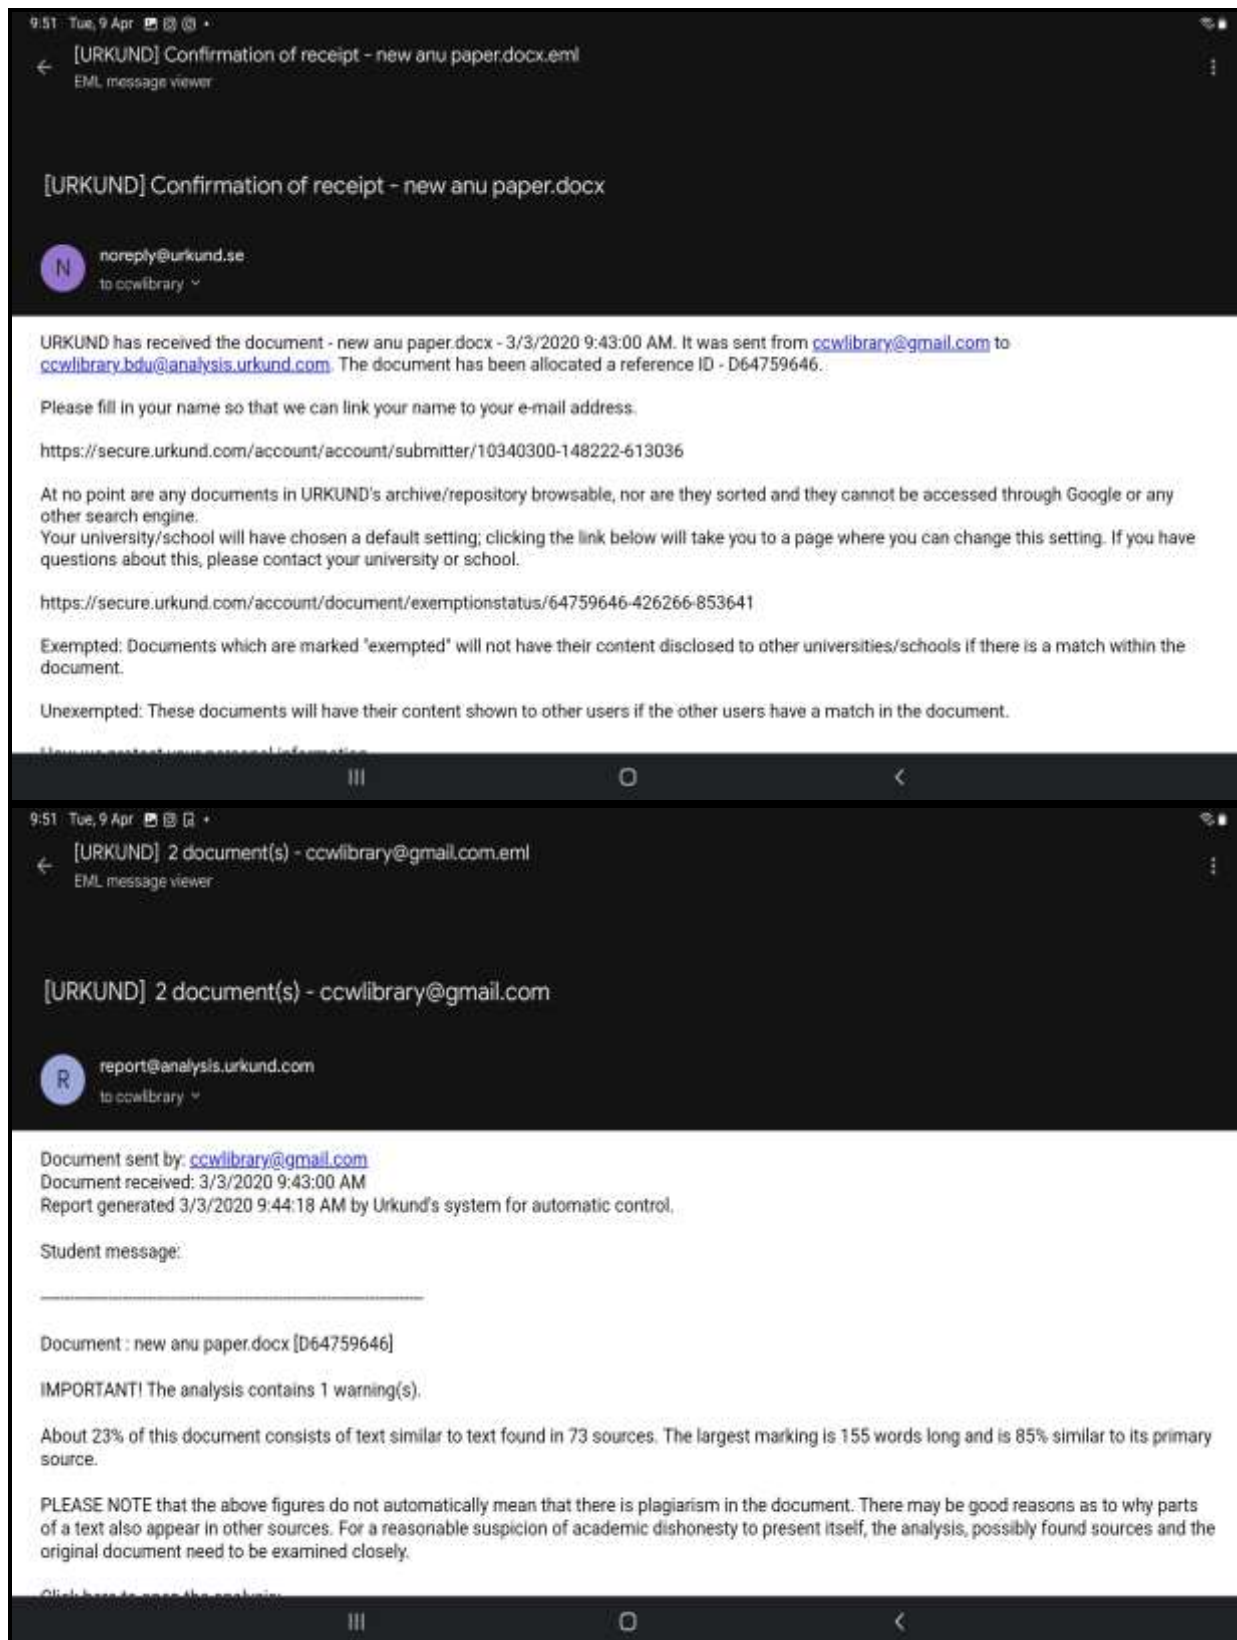 9:51 Tue, 9 Apr
[URKUND] Confirmation of receipt - new anu paper.docx.eml
EML message viewer
[URKUND] Confirmation of receipt - new anu paper.docx
N
noreply@urkund.se
to ccwlibrary
URKUND has received the document - new anu paper.docx - 3/3/2020 9:43:00 AM. It was sent from ccwlibrary@gmail.com to
ccwlibrary.bdu@analysis.urkund.com. The document has been allocated a reference ID - D64759646.
Please fill in your name so that we can link your name to your e-mail address.
https://secure.urkund.com/account/account/submitter/10340300-148222-613036
At no point are any documents in URKUND's archive/repository browsable, nor are they sorted and they cannot be accessed through Google or any
other search engine.
Your university/school will have chosen a default setting; clicking the link below will take you to a page where you can change this setting. If you have
questions about this, please contact your university or school.
https://secure.urkund.com/account/document/exemptionstatus/64759646-426266-853641
Exempted: Documents which are marked "exempted" will not have their content disclosed to other universities/schools if there is a match within the
document.
Unexempted: These documents will have their content shown to other users if the other users have a match in the document.
How we protect your personal information
9:51 Tue, 9 Apr
[URKUND] 2 document(s) - ccwlibrary@gmail.com.eml
EML message viewer
[URKUND] 2 document(s) - ccwlibrary@gmail.com
R
report@analysis.urkund.com
to ccwlibrary
Document sent by: ccwlibrary@gmail.com
Document received: 3/3/2020 9:43:00 AM
Report generated 3/3/2020 9:44:18 AM by Urkund's system for automatic control.
Student message:
Document : new anu paper.docx [D64759646]
IMPORTANT! The analysis contains 1 warning(s).
About 23% of this document consists of text similar to text found in 73 sources. The largest marking is 155 words long and is 85% similar to its primary
source.
PLEASE NOTE that the above figures do not automatically mean that there is plagiarism in the document. There may be good reasons as to why parts
of a text also appear in other sources. For a reasonable suspicion of academic dishonesty to present itself, the analysis, possibly found sources and the
original document need to be examined closely.
Click here to open the analysis: